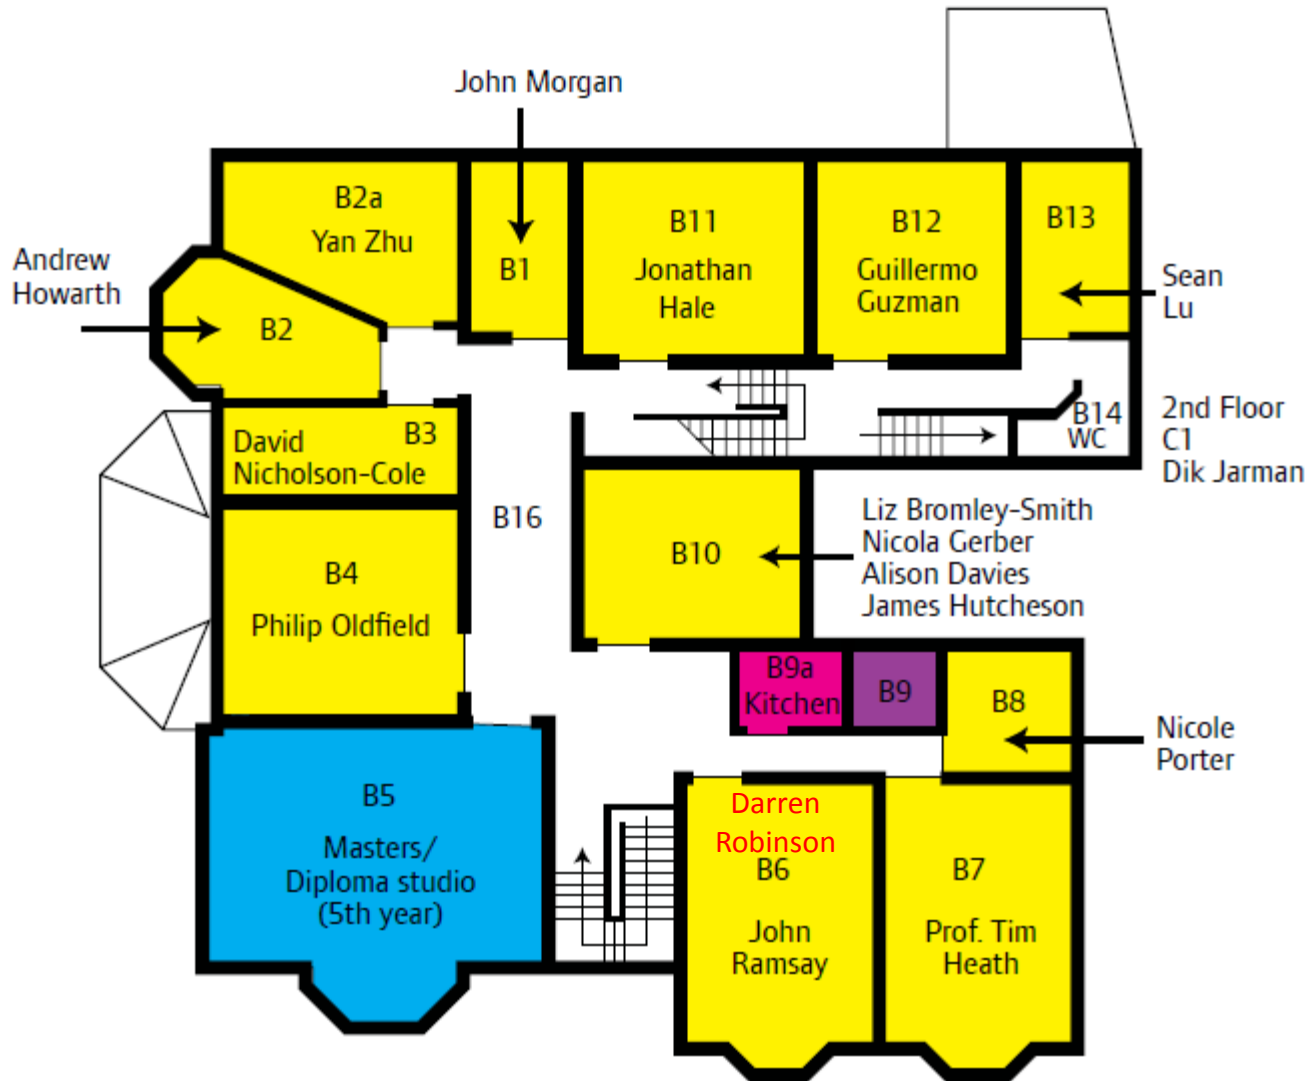 John Morgan
B2a
Yan Zhu
B1
B11
Jonathan
Hale
B12
Guillermo
Guzman
B13
Sean
Lu
Andrew
Howarth
B2
B3
David
Nicholson-Cole
B14
WC
2nd Floor
C1
Dik Jarman
B16
B10
Liz Bromley-Smith
Nicola Gerber
Alison Davies
James Hutcheson
B4
Philip Oldfield
B9a
Kitchen
B9
B8
Nicole
Porter
B5
Masters/
Diploma studio
(5th year)
Darren
Robinson
B6
John
Ramsay
B7
Prof. Tim
Heath